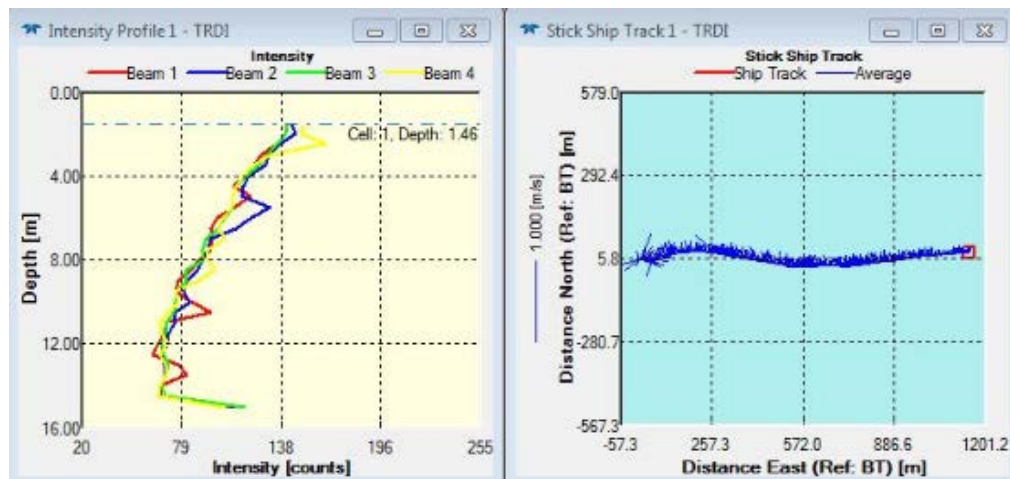 Intensity Profile 1 - TRDI
Intensity
Beam 1 Beam 2 Beam 3 Beam 4
0.00
Cell: 1, Depth: 1.46
4.00
8.00
12.00
16.00
Depth [m]
20 79 138 196 255
Intensity [counts]
Stick Ship Track 1 - TRDI
Stick Ship Track
Ship Track Average
579.0
292.4
5.8
-280.7
-567.3
1.000 [m/s]
Distance North (Ref: BT) [m]
-57.3 257.3 572.0 886.6 1201.2
Distance East (Ref: BT) [m]